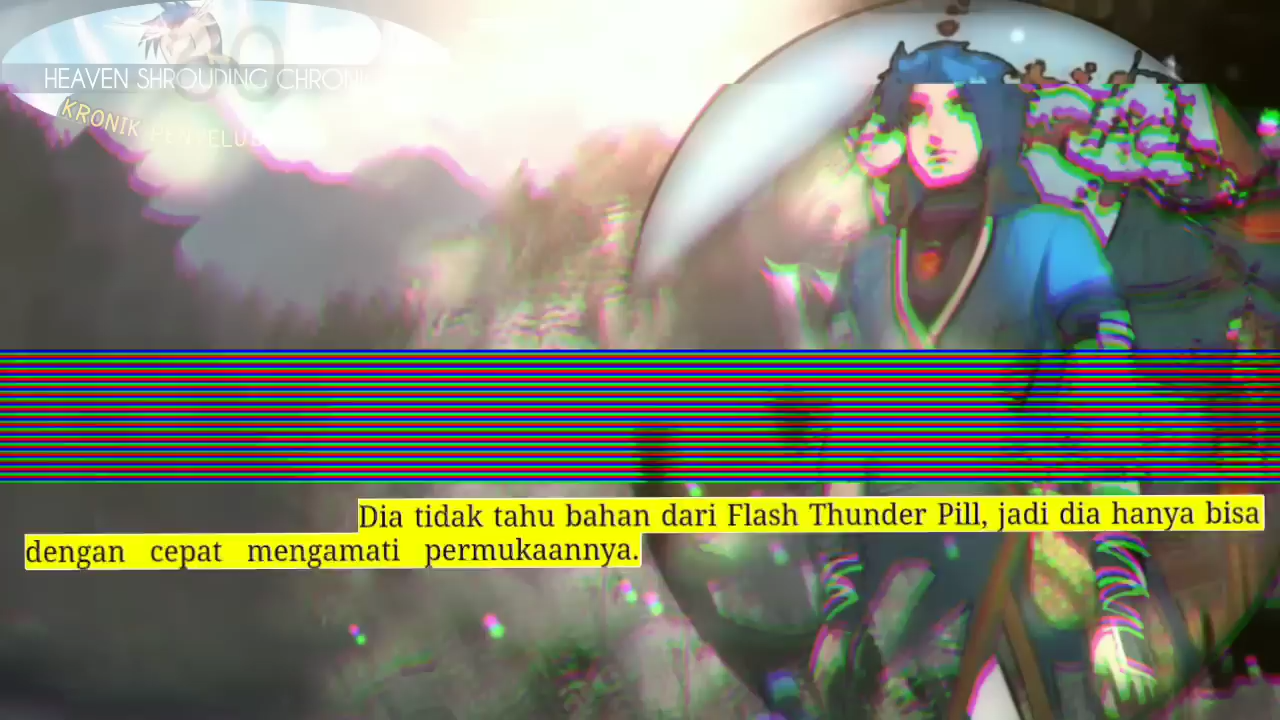 HEAVEN SHROUDING
KRONIK
Dia tidak tahu bahan dari Flash Thunder Pill, jadi dia hanya bisa
dengan cepat mengamati permukaannya.